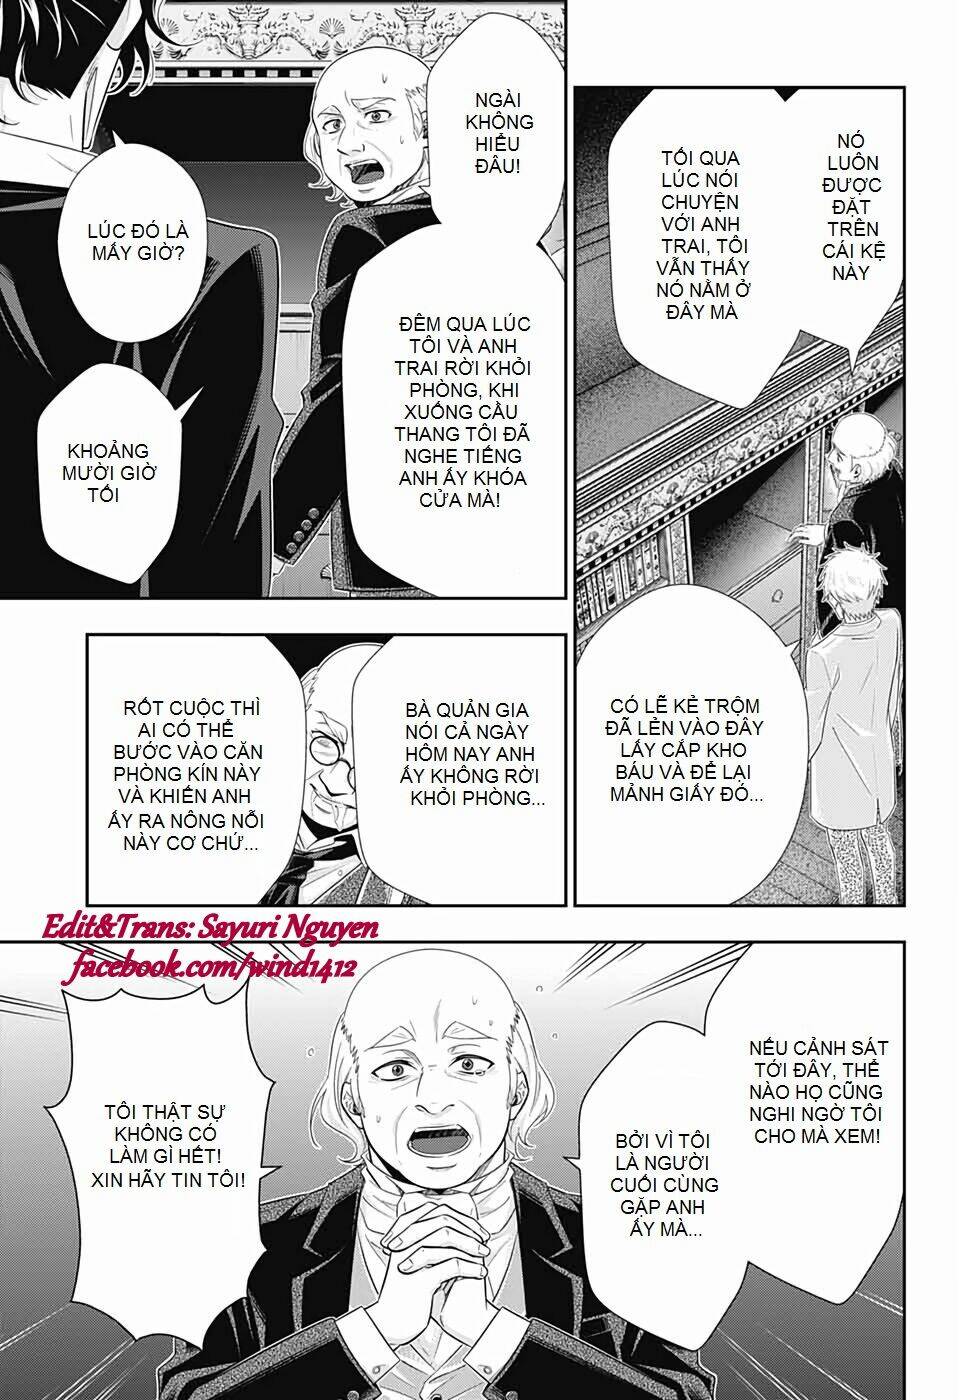 NÓ
LUÔN
ĐƯỢC
ĐẶT
TRÊN
CÁI KỆ
NÀY
TỐI QUA
LÚC NÓI
CHUYỆN
VỚI ANH
TRAI, TÔI
VẪN THẤY
NÓ NẰM Ở
ĐÂY MÀ
CÓ LẼ KẺ TRỘM
ĐÃ LẺN VÀO ĐÂY
LẤY CẮP KHO
BÁU VÀ ĐỂ LẠI
MẢNH GIẤY ĐÓ...
NGÀI
KHÔNG
HIỂU
ĐÂU!
ĐÊM QUA LÚC
TÔI VÀ ANH
TRAI RỜI KHỎI
PHÒNG, KHI
XUỐNG CẦU
THANG TÔI ĐÃ
NGHE TIẾNG
ANH ẤY KHÓA
CỬA MÀ!
LÚC ĐÓ LÀ
MẤY GIỜ?
KHOẢNG
MƯỜI GIỜ
TỐI
BÀ QUẢN GIA
NÓI CẢ NGÀY
HÔM NAY ANH
ẤY KHÔNG RỜI
KHỎI PHÒNG...
RỐT CUỘC THÌ
AI CÓ THỂ
BƯỚC VÀO CĂN
PHÒNG KÍN NÀY
VÀ KHIẾN ANH
ẤY RA NÔNG NỖI
NÀY CƠ CHỨ...
Edit&Trans: Sayuri Nguyen
facebook.com/wind1412
NẾU CẢNH SÁT
TỚI ĐÂY, THỂ
NÀO HỌ CŨNG
NGHI NGỜ TÔI
CHO MÀ XEM!
BỞI VÌ TÔI
LÀ NGƯỜI
CUỐI CÙNG
GẶP ANH
ẤY MÀ...
TÔI THẬT SỰ
KHÔNG CÓ
LÀM GÌ HẾT!
XIN HÃY TIN TÔI!